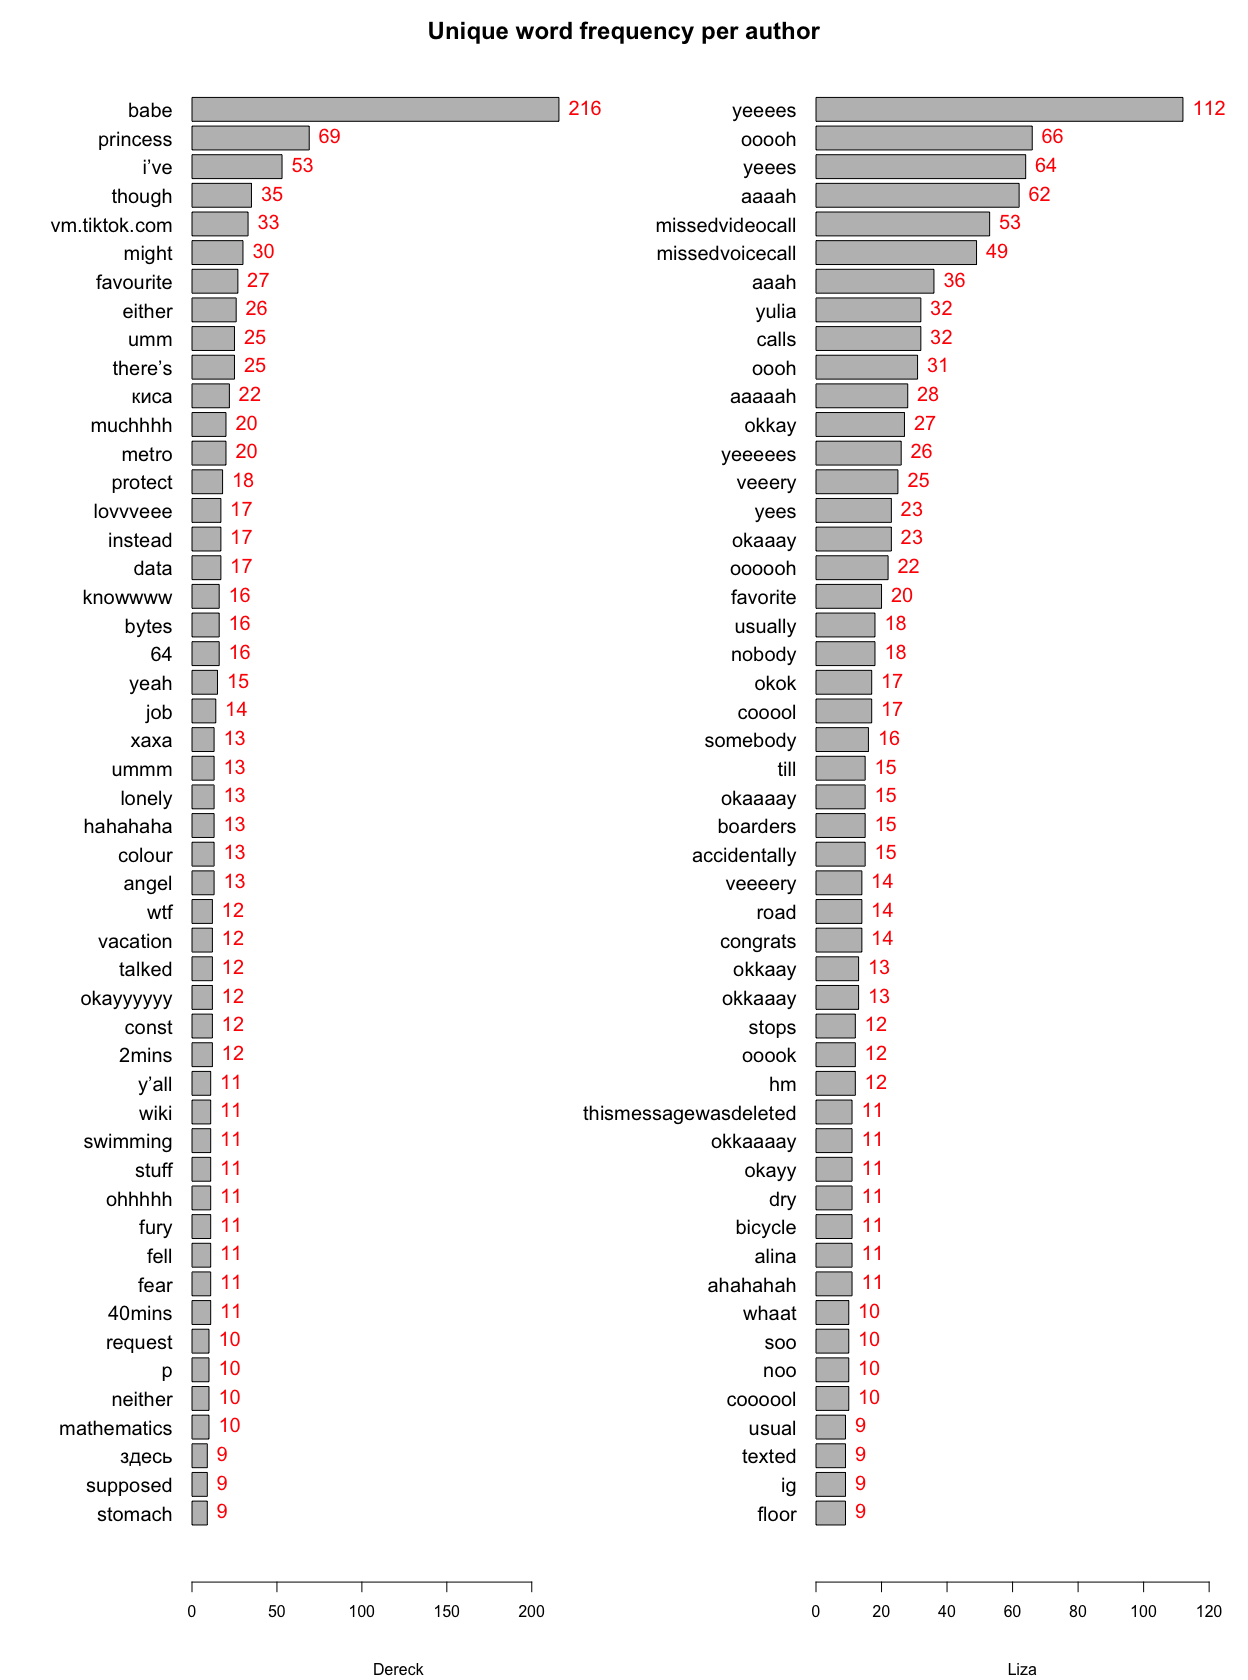 Unique word frequency per author
babe 216
princess 69
i’ve 53
though 35
vm.tiktok.com 33
might 30
favourite 27
either 26
umm 25
there’s 25
киса 22
muchhhh 20
metro 20
protect 18
lovvveee 17
instead 17
data 17
knowwww 16
bytes 16
64 16
yeah 15
job 14
xaxa 13
ummm 13
lonely 13
hahahaha 13
colour 13
angel 13
wtf 12
vacation 12
talked 12
okayyyyyy 12
const 12
2mins 12
y’all 11
wiki 11
swimming 11
stuff 11
ohhhhh 11
fury 11
fell 11
fear 11
40mins 11
request 10
p 10
neither 10
mathematics 10
здесь 9
supposed 9
stomach 9
0 50 100 150 200
Dereck
yeeees 112
ooooh 66
yeees 64
aaaah 62
missedvideocall 53
missedvoicecall 49
aaah 36
yulia 32
calls 32
oooh 31
aaaaah 28
okkay 27
yeeeees 26
veeery 25
yees 23
okaaay 23
oooooh 22
favorite 20
usually 18
nobody 18
okok 17
cooool 17
somebody 16
till 15
okaaaay 15
boarders 15
accidentally 15
veeeery 14
road 14
congrats 14
okkaay 13
okkaaay 13
stops 12
ooook 12
hm 12
thismessagewasdeleted 11
okkaaaay 11
okayy 11
dry 11
bicycle 11
alina 11
ahahahah 11
whaat 10
soo 10
noo 10
coooool 10
usual 9
texted 9
ig 9
floor 9
0 20 40 60 80 100 120
Liza